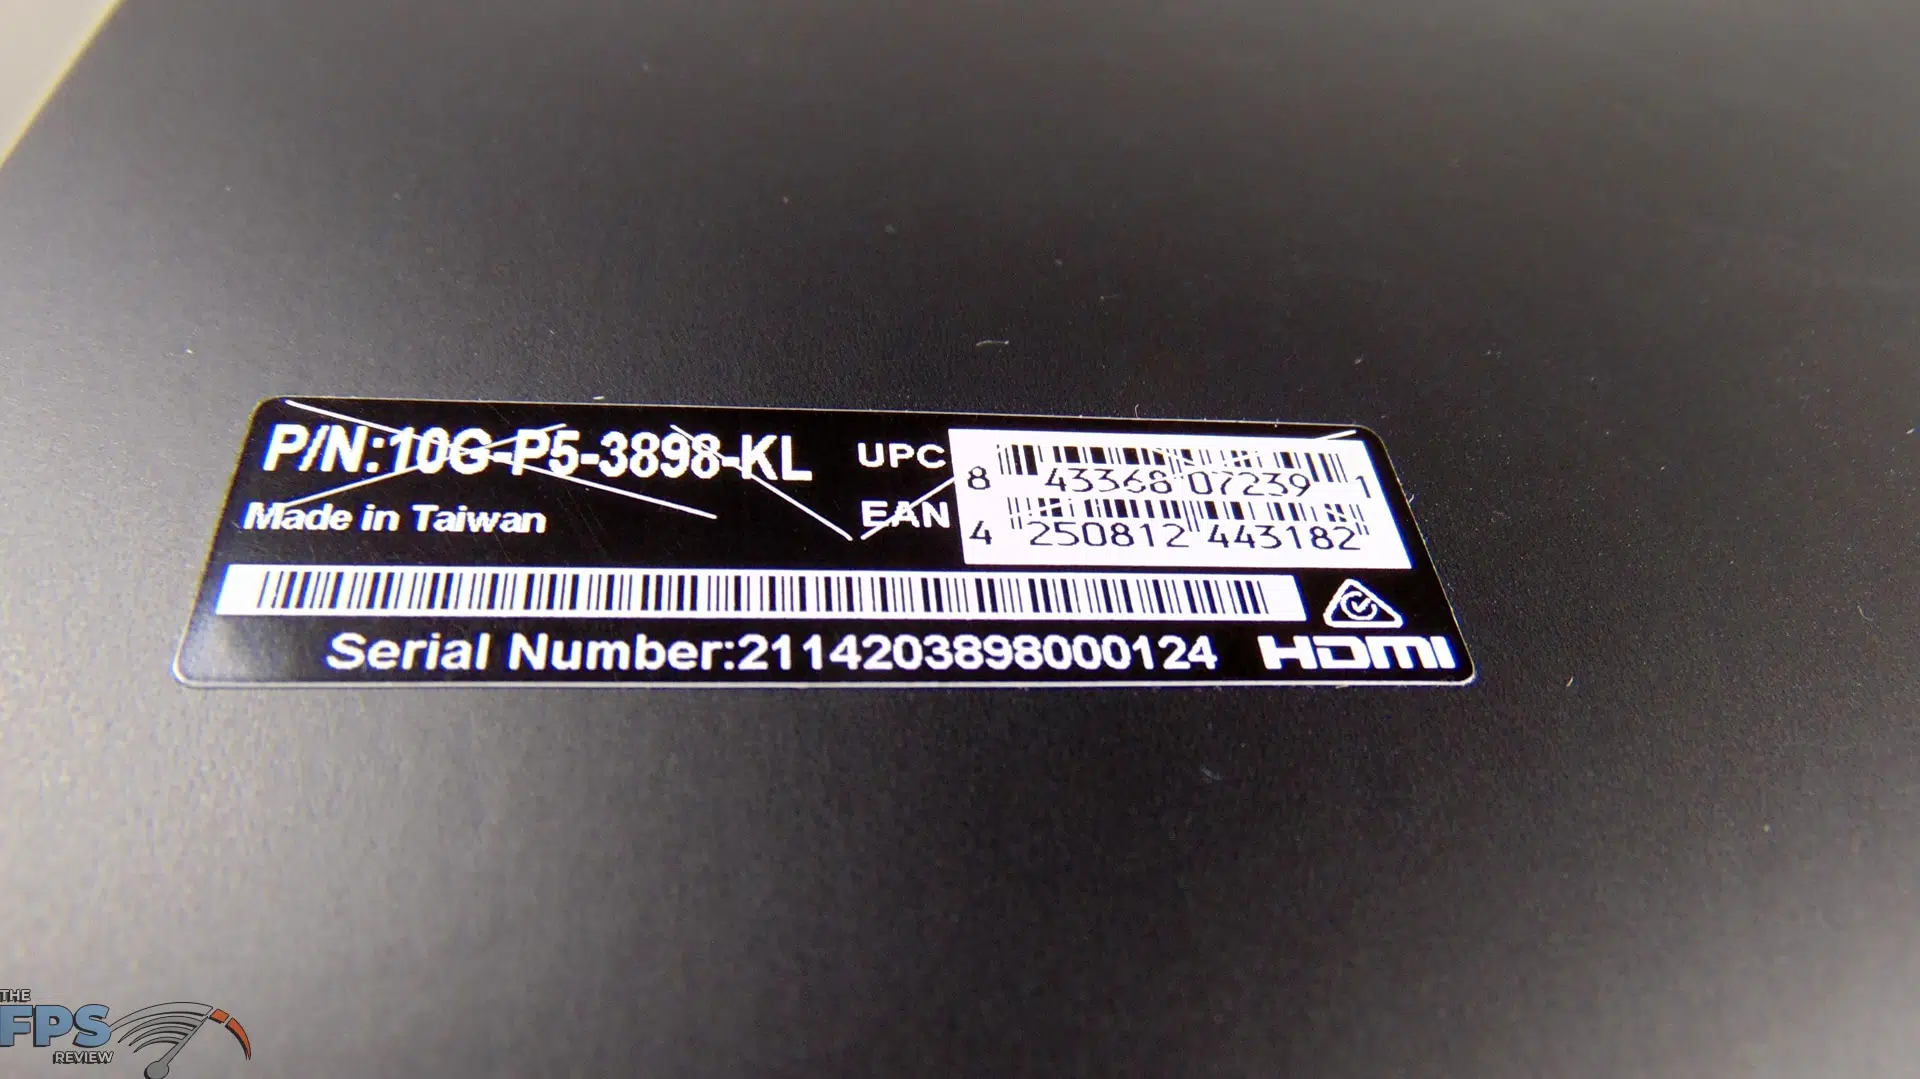 P/N:10G-P5-3898-KL
Made in Taiwan
UPC
8 43368 07239 1
EAN
4 250812 443182
Serial Number:2114203898000124
HDMI
THE
FPS
REVIEW